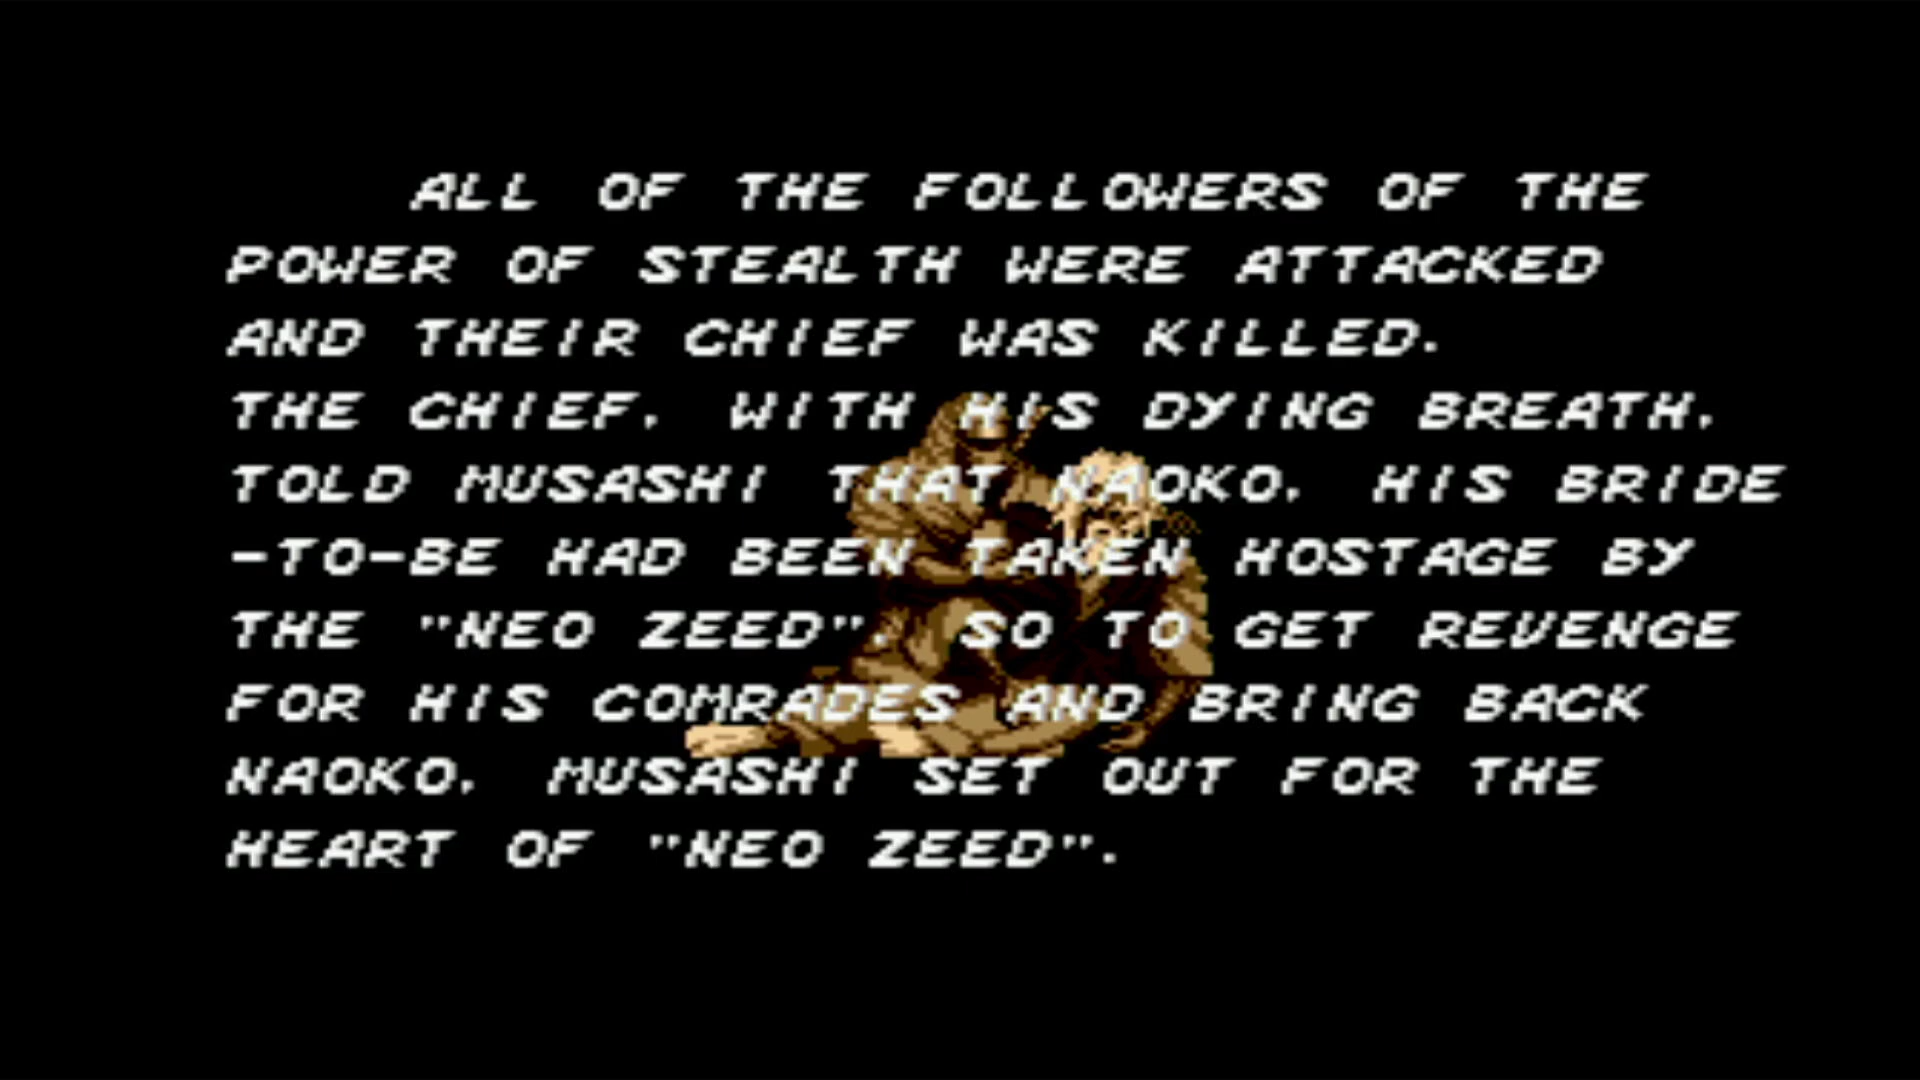 ALL OF THE FOLLOWERS OF THE
POWER OF STEALTH WERE ATTACKED
AND THEIR CHIEF WAS KILLED.
THE CHIEF, WITH HIS DYING BREATH,
TOLD MUSASHI THAT NAOKO, HIS BRIDE
-TO-BE HAD BEEN TAKEN HOSTAGE BY
THE "NEO ZEED". SO TO GET REVENGE
FOR HIS COMRADES AND BRING BACK
NAOKO, MUSASHI SET OUT FOR THE
HEART OF "NEO ZEED".